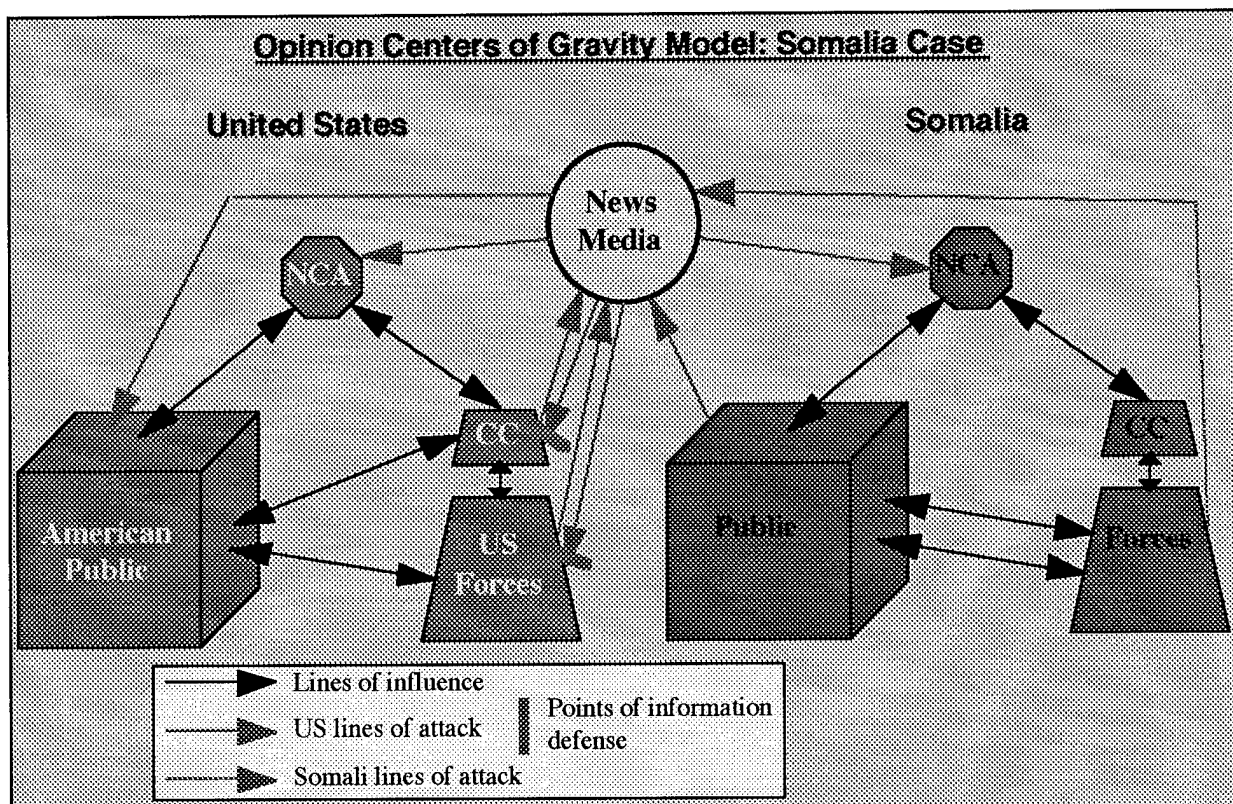 Opinion Centers of Gravity Model: Somalia Case
United States
Somalia
News
Media
NCA
NCA
CC
CC
American
Public
US
Forces
Public
Forces
Lines of influence
US lines of attack
Somali lines of attack
Points of information
defense